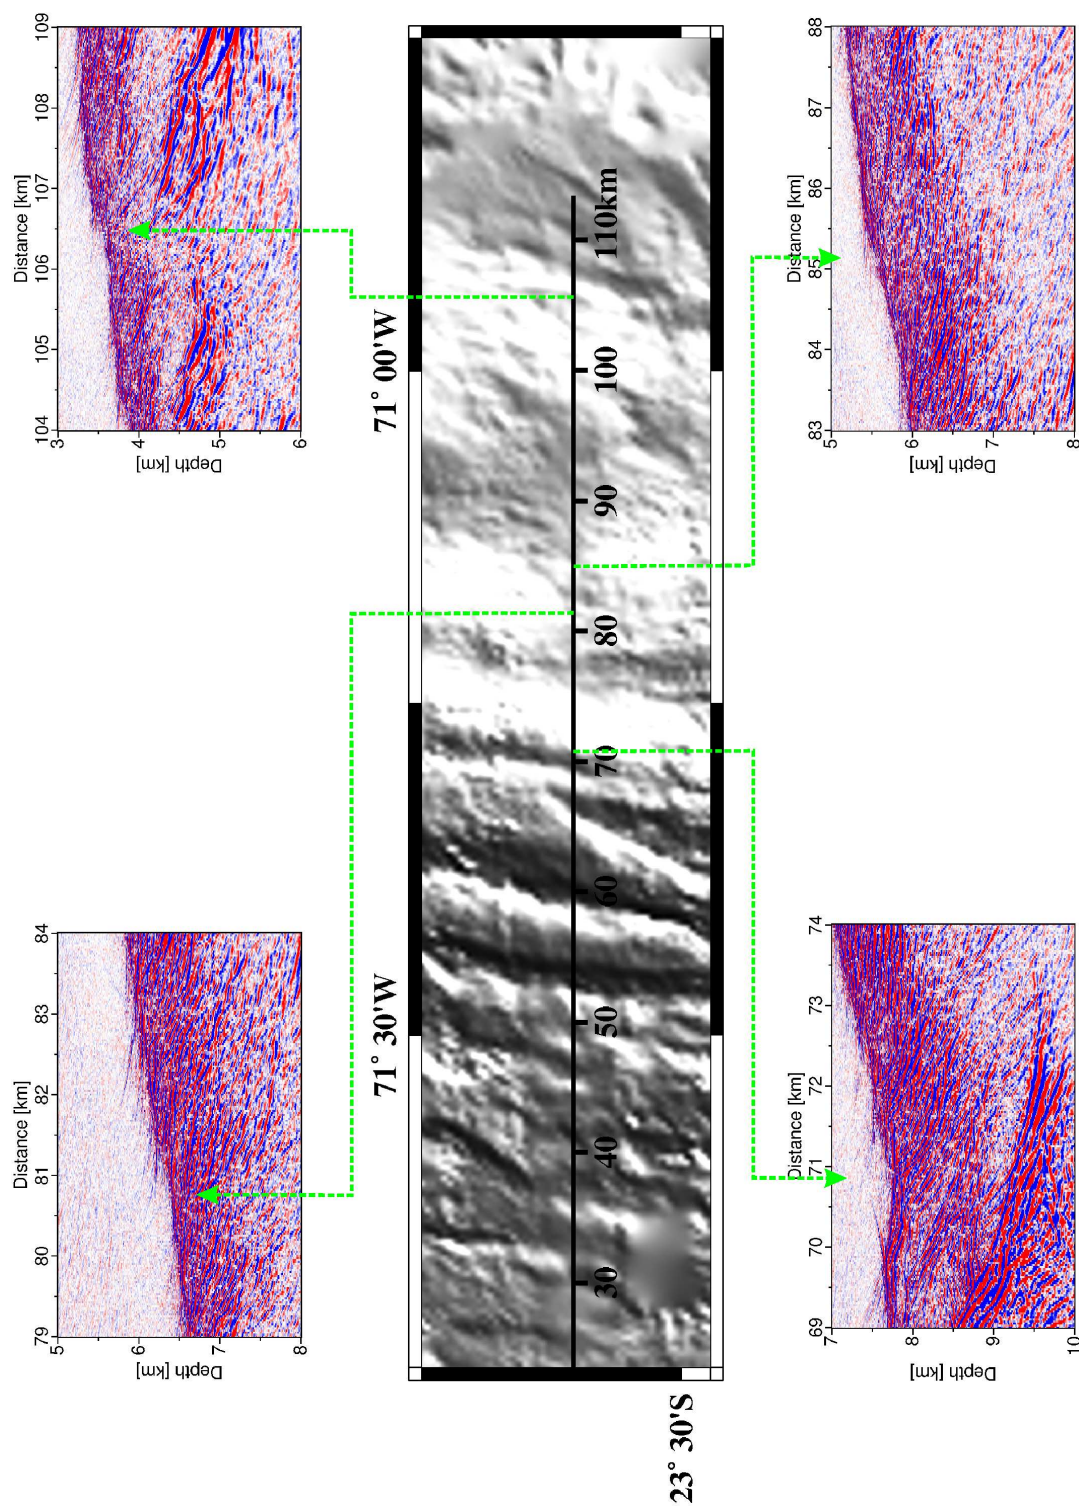 Distance [km]
79 80 81 82 83 84
Depth [km]
5
6
7
8
Distance [km]
104 105 106 107 108 109
Depth [km]
3
4
5
6
71° 30'W
71° 00'W
30 40 50 60 70 80 90 100 110km
23° 30'S
Distance [km]
69 70 71 72 73 74
Depth [km]
7
8
9
10
Distance [km]
83 84 85 86 87 88
Depth [km]
5
6
7
8